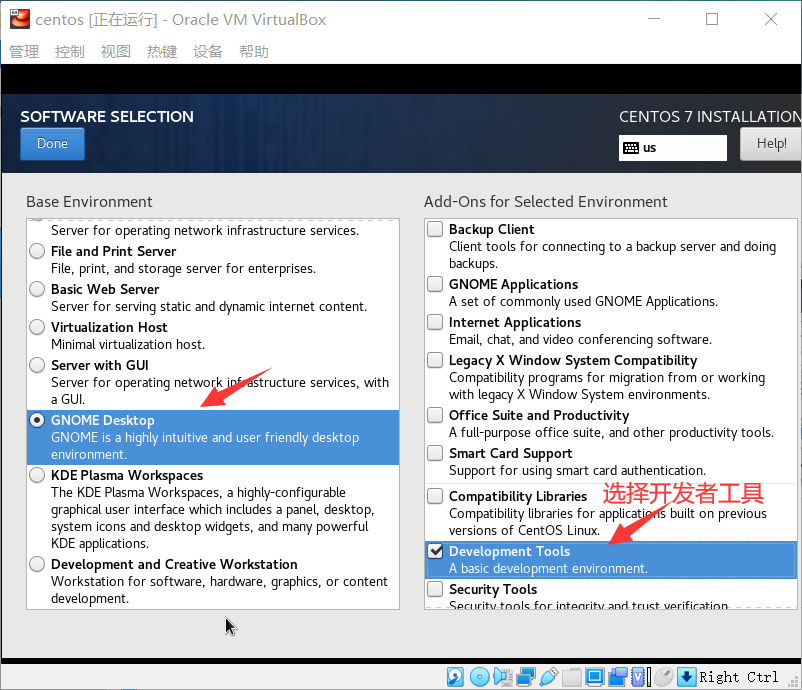 centos [正在运行] - Oracle VM VirtualBox
管理 控制 视图 热键 设备 帮助
SOFTWARE SELECTION
CENTOS 7 INSTALLATION
Done
us
Help!
Base Environment
Server for operating network infrastructure services.
File and Print Server
File, print, and storage server for enterprises.
Basic Web Server
Server for serving static and dynamic internet content.
Virtualization Host
Minimal virtualization host.
Server with GUI
Server for operating network infrastructure services, with
a GUI.
GNOME Desktop
GNOME is a highly intuitive and user friendly desktop
environment.
KDE Plasma Workspaces
The KDE Plasma Workspaces, a highly-configurable
graphical user interface which includes a panel, desktop,
system icons and desktop widgets, and many powerful
KDE applications.
Development and Creative Workstation
Workstation for software, hardware, graphics, or content
development.
Add-Ons for Selected Environment
Backup Client
Client tools for connecting to a backup server and doing
backups.
GNOME Applications
A set of commonly used GNOME Applications.
Internet Applications
Email, chat, and video conferencing software.
Legacy X Window System Compatibility
Compatibility programs for migration from or working
with legacy X Window System environments.
Office Suite and Productivity
A full-purpose office suite, and other productivity tools.
Smart Card Support
Support for using smart card authentication.
Compatibility Libraries
选择开发者工具
Compatibility libraries for applications built on previous
versions of CentOS Linux.
Development Tools
A basic development environment.
Security Tools
Security tools for integrity and trust verification.
Right Ctrl